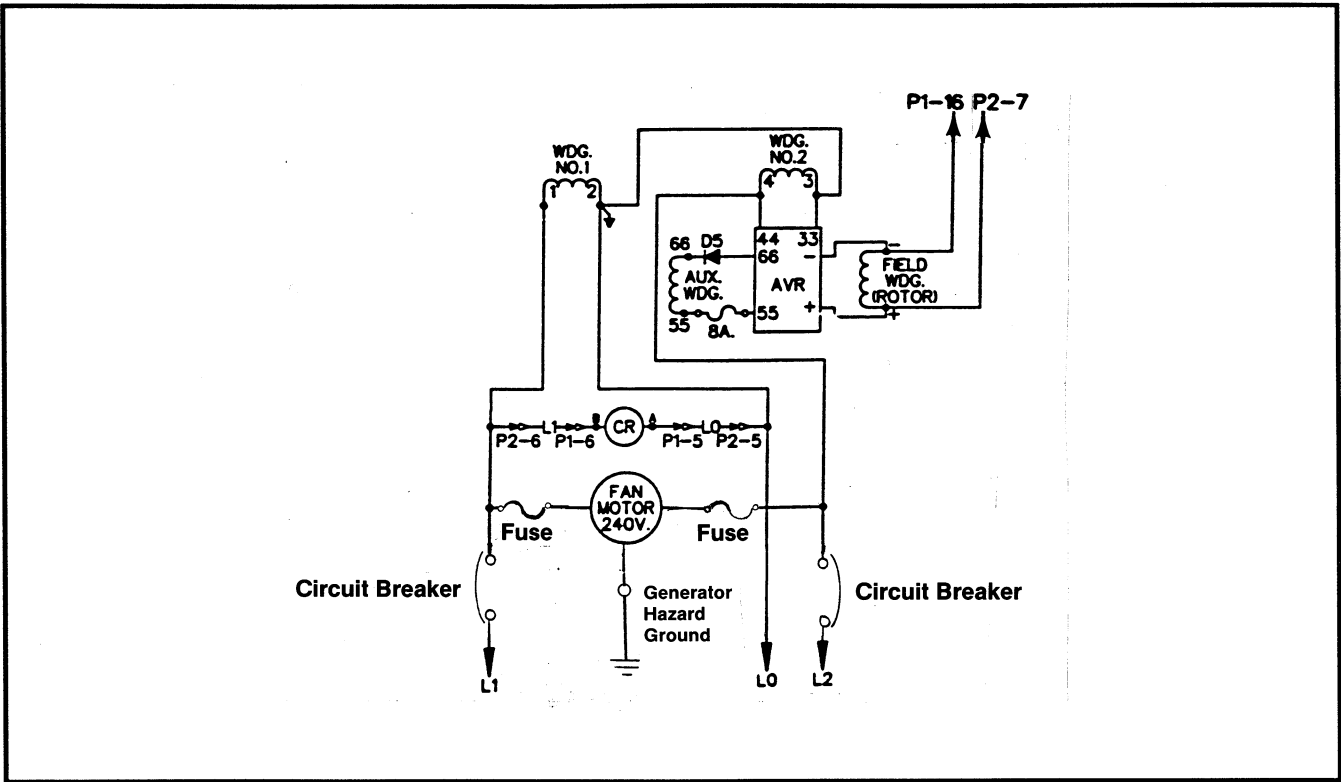 P1-16 P2-7
WDG.
NO.1
1 2
WDG.
NO.2
4 3
44 33
66 D5
66 −
AUX.
WDG.
AVR
FIELD
WDG.
(ROTOR)
−
+
55
8A.
55 +
P2-6 L1 P1-6 B CR A P1-5 L0 P2-5
FAN
MOTOR
240V.
Fuse
Fuse
Circuit Breaker
Circuit Breaker
Generator
Hazard
Ground
L1
L0
L2